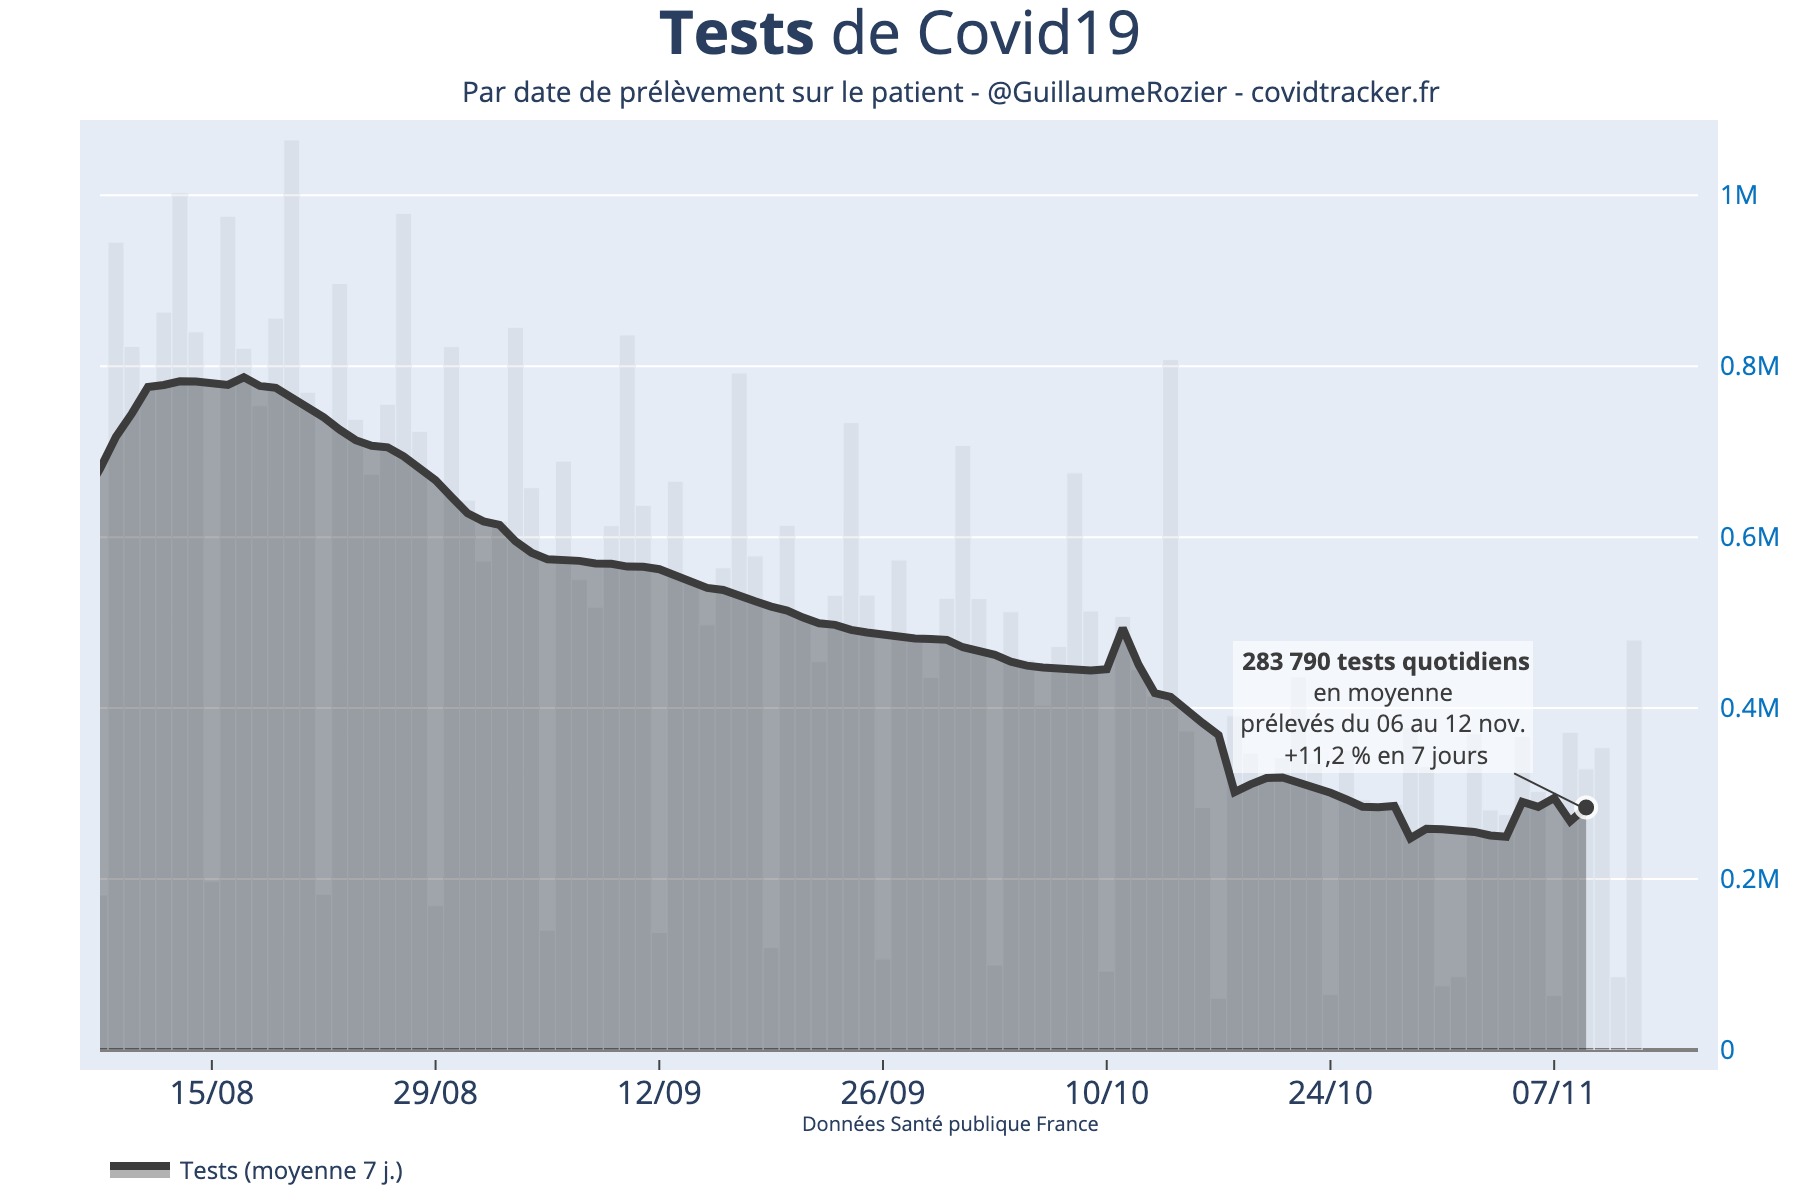 Tests de Covid19
Par date de prélèvement sur le patient - @GuillaumeRozier - covidtracker.fr
1M
0.8M
0.6M
283 790 tests quotidiens
en moyenne
prélevés du 06 au 12 nov.
+11,2 % en 7 jours
0.4M
0.2M
0
15/08 29/08 12/09 26/09 10/10 24/10 07/11
Données Santé publique France
Tests (moyenne 7 j.)